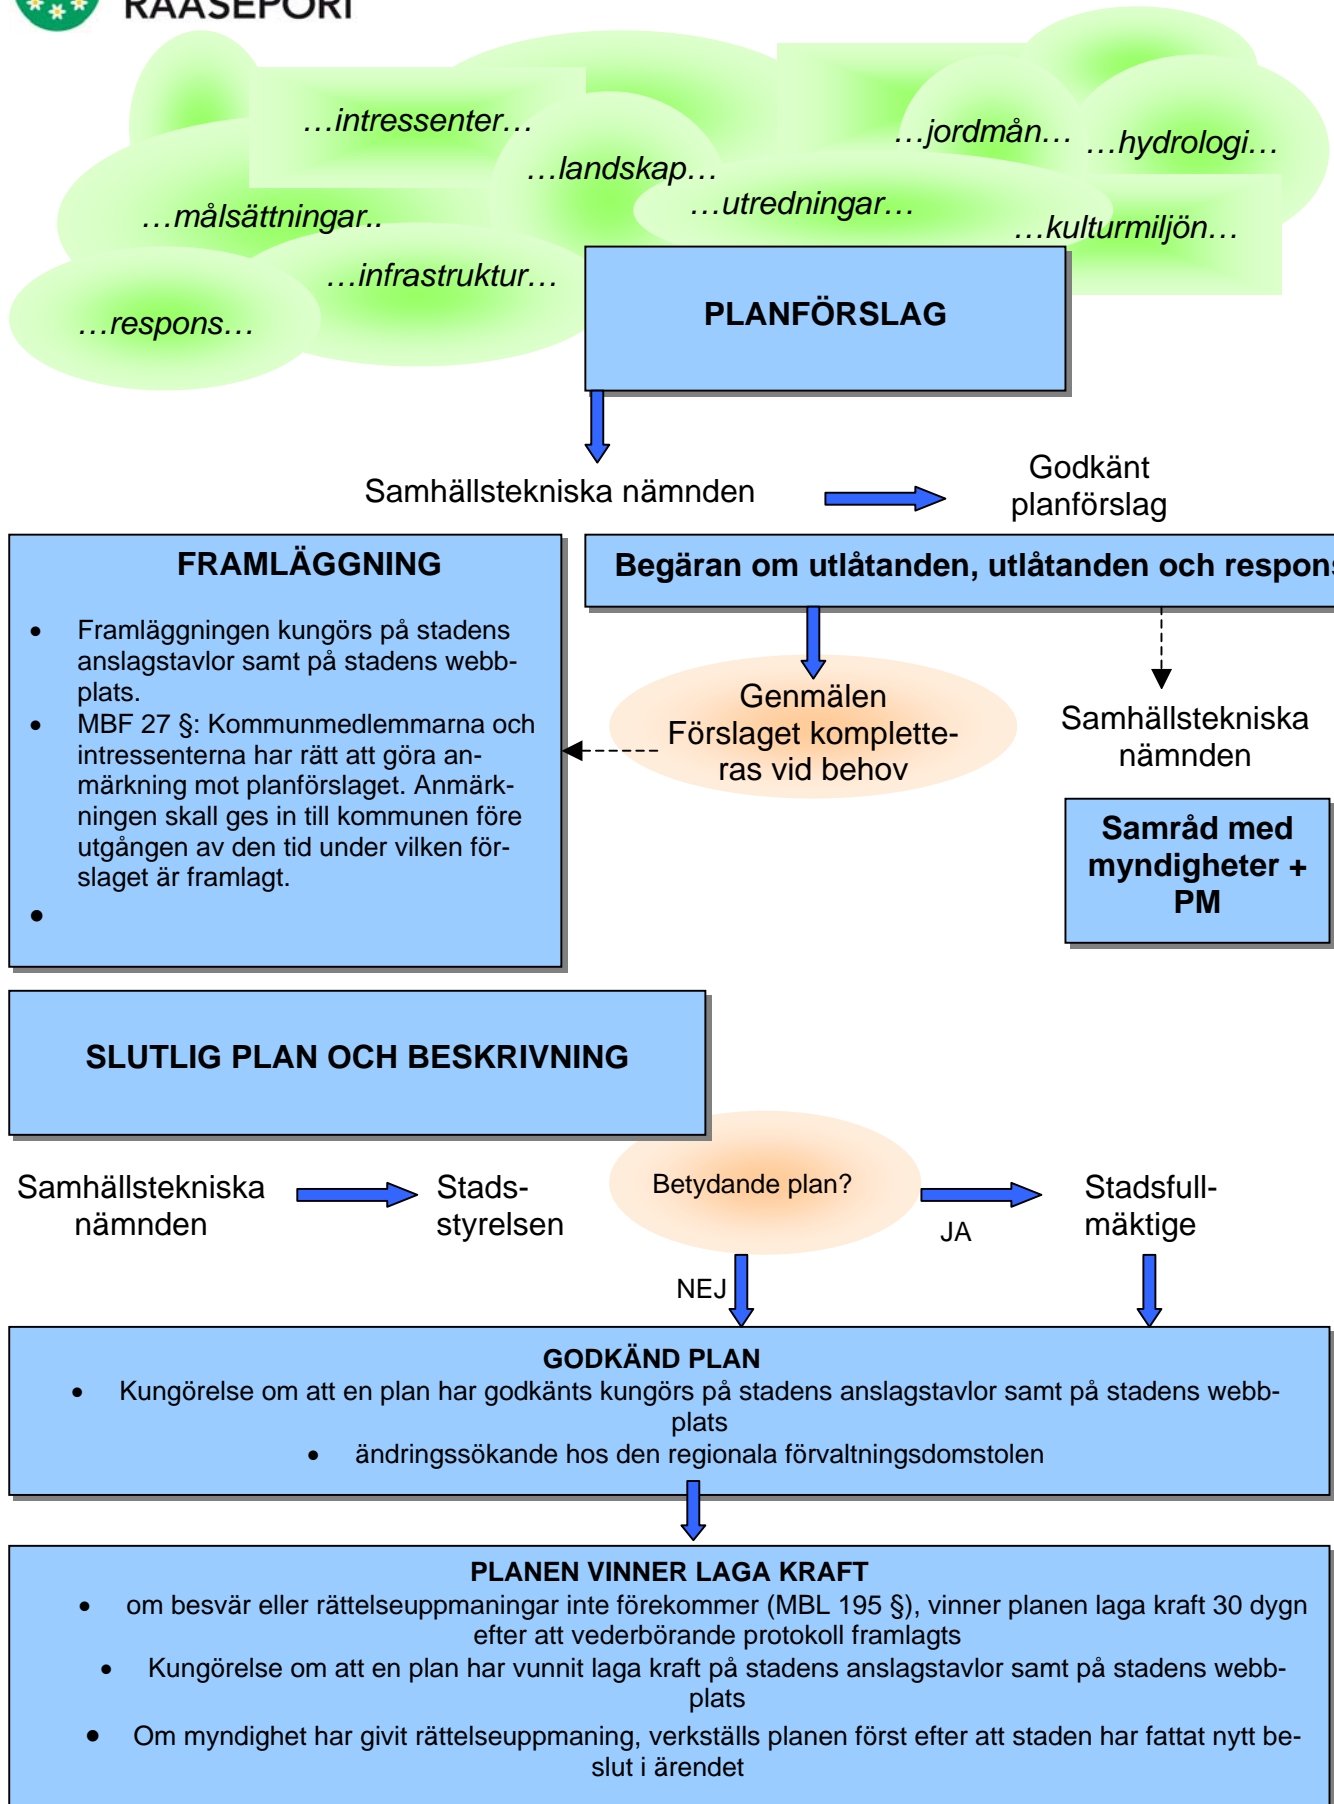 RAASEPORI
…intressenter…
…jordmån…
…hydrologi…
…landskap…
…målsättningar..
…utredningar…
…kulturmiljön…
…infrastruktur…
…respons…
PLANFÖRSLAG
Samhällstekniska nämnden
Godkänt
planförslag
FRAMLÄGGNING
• Framläggningen kungörs på stadens
anslagstavlor samt på stadens webb-
plats.
• MBF 27 §: Kommunmedlemmarna och
intressenterna har rätt att göra an-
märkning mot planförslaget. Anmärk-
ningen skall ges in till kommunen före
utgången av den tid under vilken för-
slaget är framlagt.
•
Begäran om utlåtanden, utlåtanden och respons
Genmälen
Förslaget komplette-
ras vid behov
Samhällstekniska
nämnden
Samråd med
myndigheter +
PM
SLUTLIG PLAN OCH BESKRIVNING
Samhällstekniska
nämnden
Stads-
styrelsen
Betydande plan?
JA
Stadsfull-
mäktige
NEJ
GODKÄND PLAN
• Kungörelse om att en plan har godkänts kungörs på stadens anslagstavlor samt på stadens webb-
plats
• ändringssökande hos den regionala förvaltningsdomstolen
PLANEN VINNER LAGA KRAFT
• om besvär eller rättelseuppmaningar inte förekommer (MBL 195 §), vinner planen laga kraft 30 dygn
efter att vederbörande protokoll framlagts
• Kungörelse om att en plan har vunnit laga kraft på stadens anslagstavlor samt på stadens webb-
plats
• Om myndighet har givit rättelseuppmaning, verkställs planen först efter att staden har fattat nytt be-
slut i ärendet